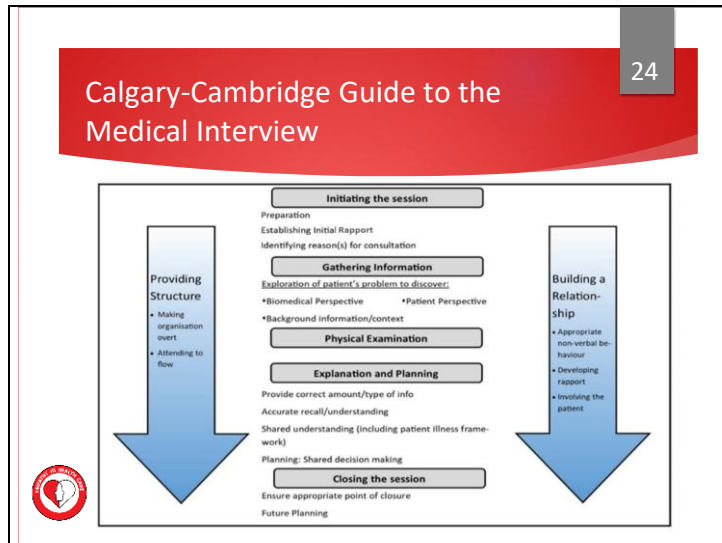 24
Calgary-Cambridge Guide to the
Medical Interview
Initiating the session
Preparation
Establishing Initial Rapport
Identifying reason(s) for consultation
Gathering Information
Exploration of patient's problem to discover:
•Biomedical Perspective •Patient Perspective
•Background information/context
Physical Examination
Explanation and Planning
Provide correct amount/type of info
Accurate recall/understanding
Shared understanding (including patient illness frame-
work)
Planning: Shared decision making
Closing the session
Ensure appropriate point of closure
Future Planning
Providing
Structure
• Making
organisation
overt
• Attending to
flow
Building a
Relation-
ship
• Appropriate
non-verbal be-
haviour
• Developing
rapport
• Involving the
patient
EMPATHY IN HEALTH CARE